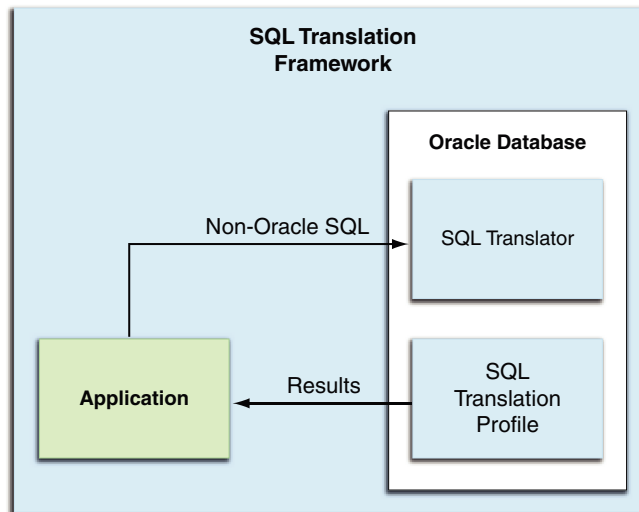 SQL Translation
Framework
Oracle Database
Non-Oracle SQL
SQL Translator
Application
Results
SQL
Translation
Profile